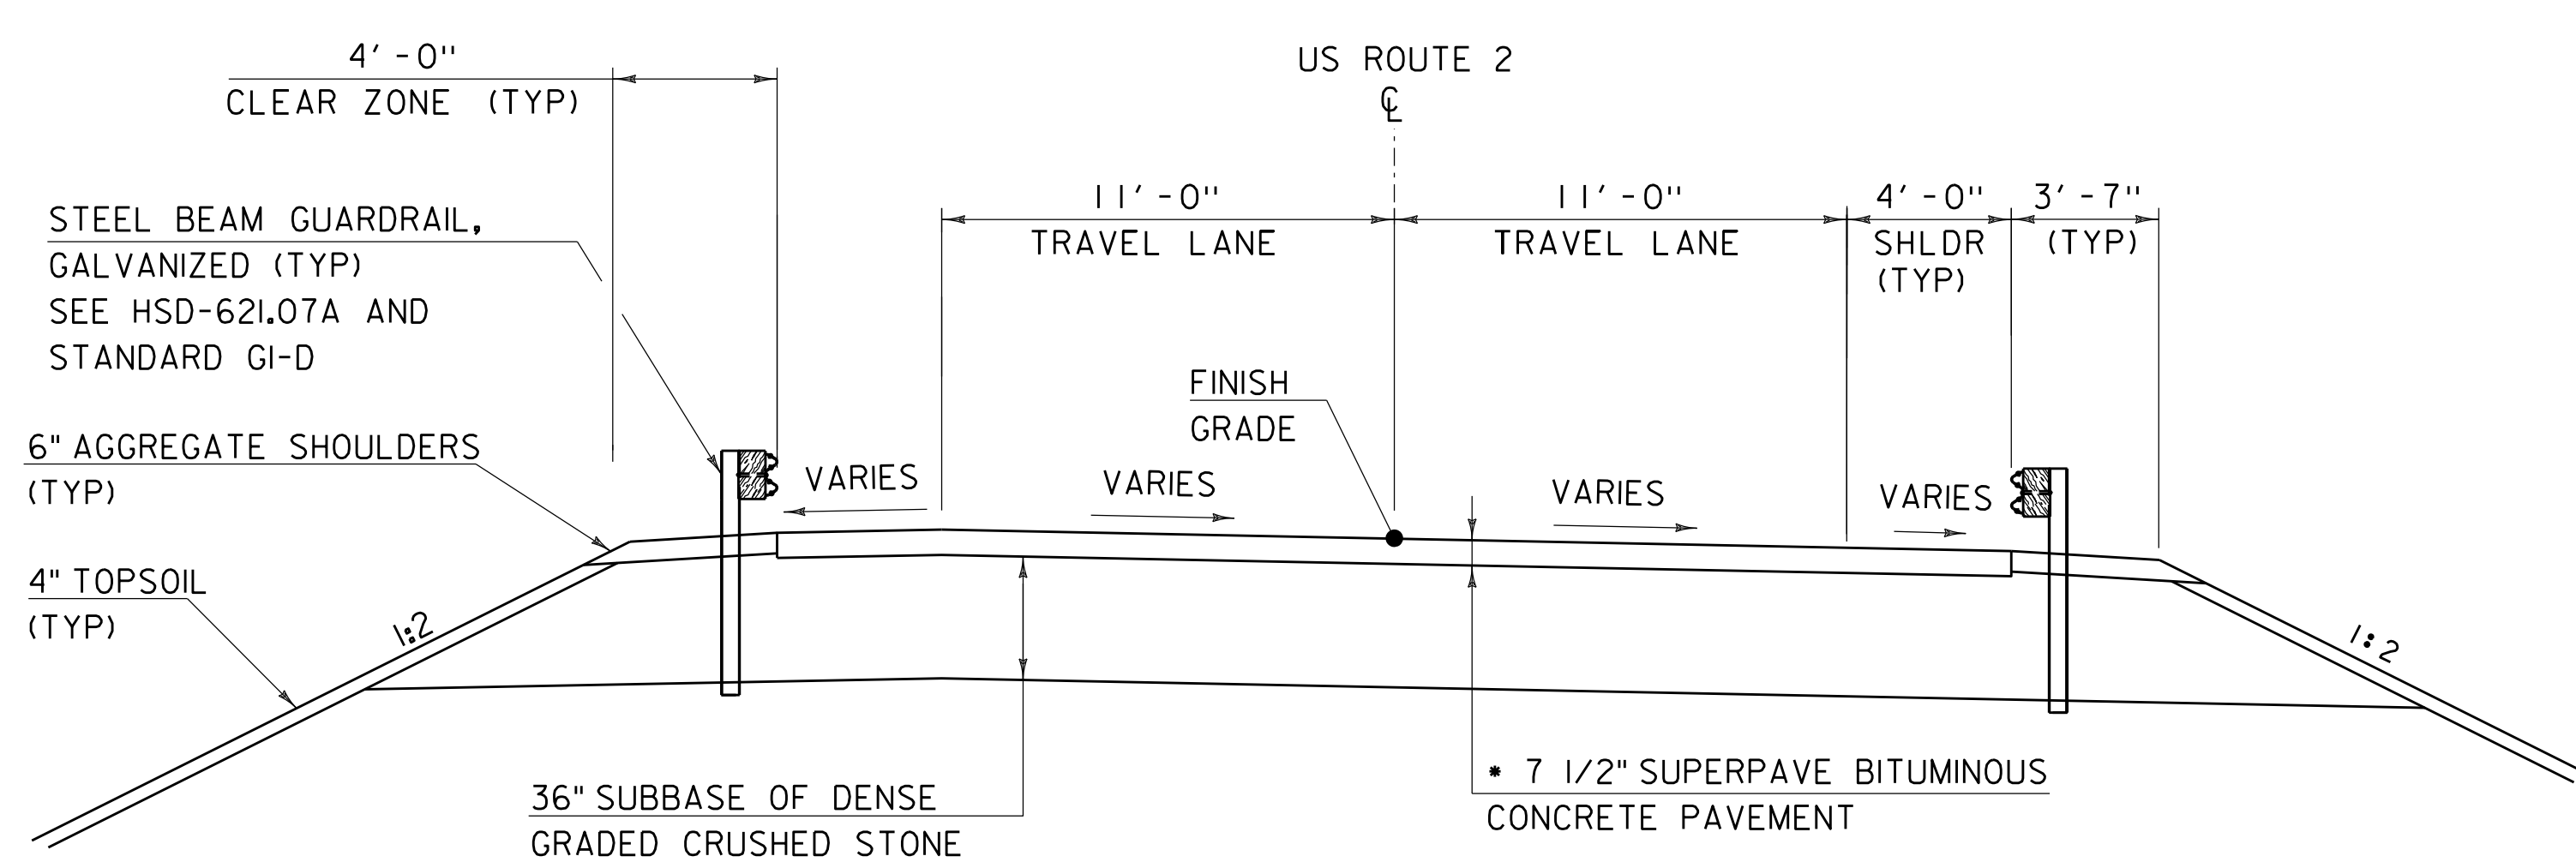 4'-0"
CLEAR ZONE (TYP)
US ROUTE 2
℄
STEEL BEAM GUARDRAIL,
GALVANIZED (TYP)
SEE HSD-621.07A AND
STANDARD G1-D
11'-0"
TRAVEL LANE
11'-0"
TRAVEL LANE
4'-0"
SHLDR
(TYP)
3'-7"
(TYP)
FINISH
GRADE
6" AGGREGATE SHOULDERS
(TYP)
VARIES
VARIES
VARIES
VARIES
4" TOPSOIL
(TYP)
1:2
1:2
36" SUBBASE OF DENSE
GRADED CRUSHED STONE
* 7 1/2" SUPERPAVE BITUMINOUS
CONCRETE PAVEMENT